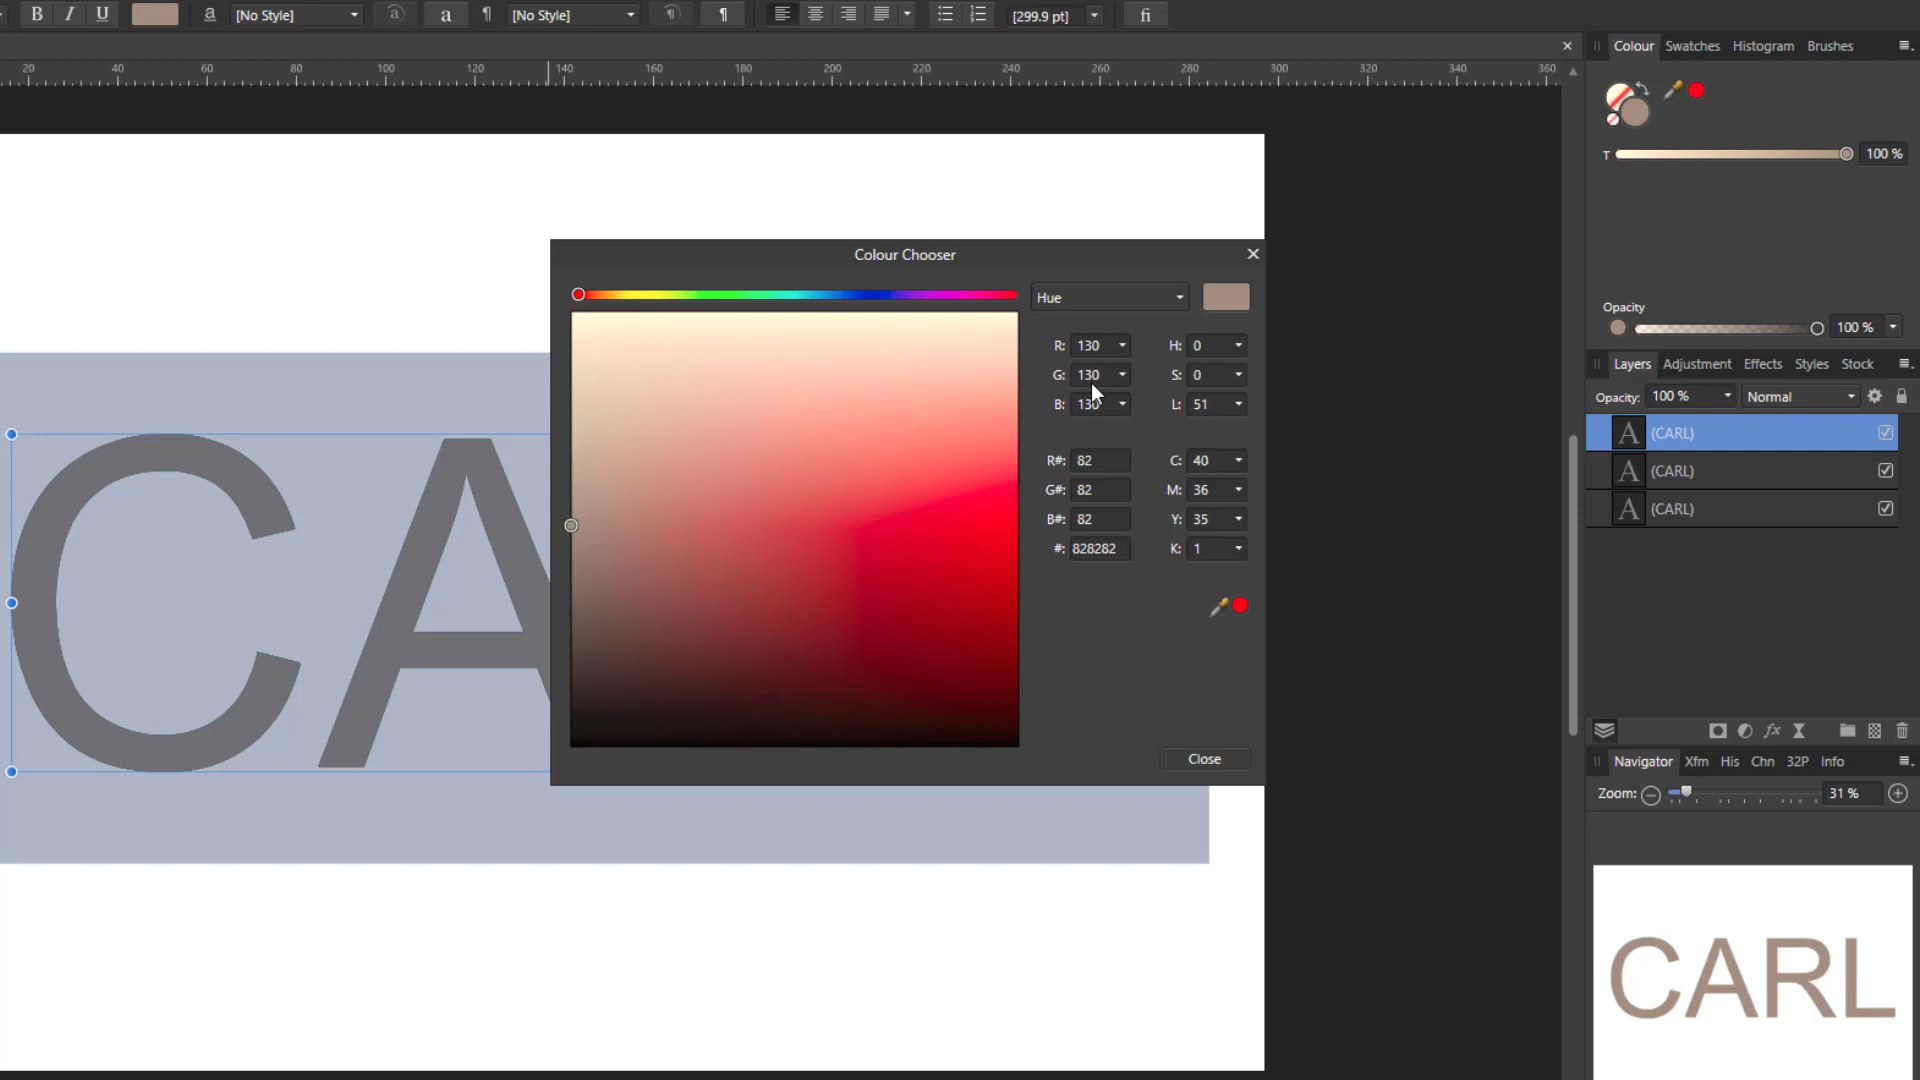 B I U a [No Style] a a ¶ [No Style] ¶ ¶ [299.9 pt] fi
20 40 60 80 100 120 140 160 180 200 220 240 260 280 300 320 340 360
Colour Swatches Histogram Brushes
T 100 %
Opacity
100 %
Layers Adjustment Effects Styles Stock
Opacity: 100 % Normal
A (CARL)
A (CARL)
A (CARL)
fx
Navigator Xfm His Chn 32P Info
Zoom: 31 %
CARL
Colour Chooser
Hue
R: 130 H: 0
G: 130 S: 0
B: 130 L: 51
R#: 82 C: 40
G#: 82 M: 36
B#: 82 Y: 35
#: 828282 K: 1
Close
CA